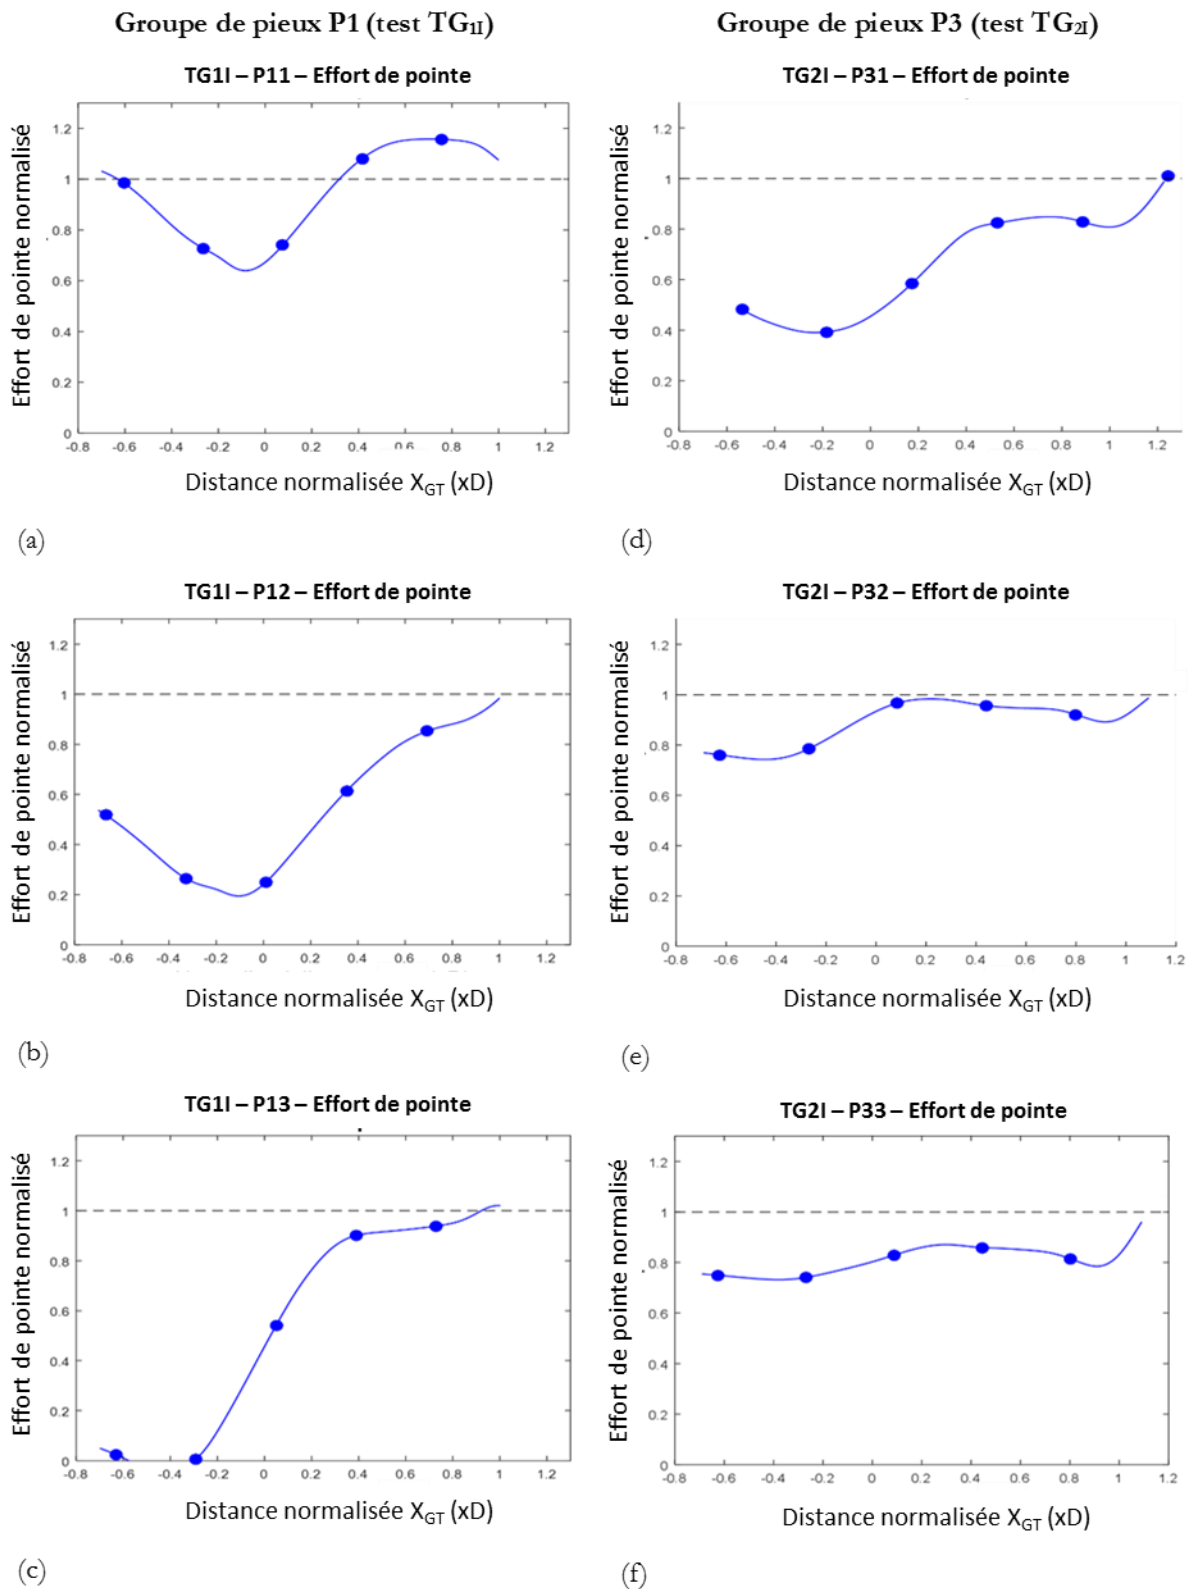 Groupe de pieux P1 (test TG1I)
Groupe de pieux P3 (test TG2I)
TG1I – P11 – Effort de pointe
Effort de pointe normalisé
1.2
1
0.8
0.6
0.4
0.2
0
-0.8 -0.6 -0.4 -0.2 0 0.2 0.4 0.6 0.8 1 1.2
Distance normalisée XGT (xD)
(a)
TG2I – P31 – Effort de pointe
Effort de pointe normalisé
1.2
1
0.8
0.6
0.4
0.2
0
-0.8 -0.6 -0.4 -0.2 0 0.2 0.4 0.6 0.8 1 1.2
Distance normalisée XGT (xD)
(d)
TG1I – P12 – Effort de pointe
Effort de pointe normalisé
1.2
1
0.8
0.6
0.4
0.2
0
-0.8 -0.6 -0.4 -0.2 0 0.2 0.4 0.6 0.8 1 1.2
Distance normalisée XGT (xD)
(b)
TG2I – P32 – Effort de pointe
Effort de pointe normalisé
1.2
1
0.8
0.6
0.4
0.2
0
-0.8 -0.6 -0.4 -0.2 0 0.2 0.4 0.6 0.8 1 1.2
Distance normalisée XGT (xD)
(e)
TG1I – P13 – Effort de pointe
Effort de pointe normalisé
1.2
1
0.8
0.6
0.4
0.2
0
-0.8 -0.6 -0.4 -0.2 0 0.2 0.4 0.6 0.8 1 1.2
Distance normalisée XGT (xD)
(c)
TG2I – P33 – Effort de pointe
Effort de pointe normalisé
1.2
1
0.8
0.6
0.4
0.2
0
-0.8 -0.6 -0.4 -0.2 0 0.2 0.4 0.6 0.8 1 1.2
Distance normalisée XGT (xD)
(f)